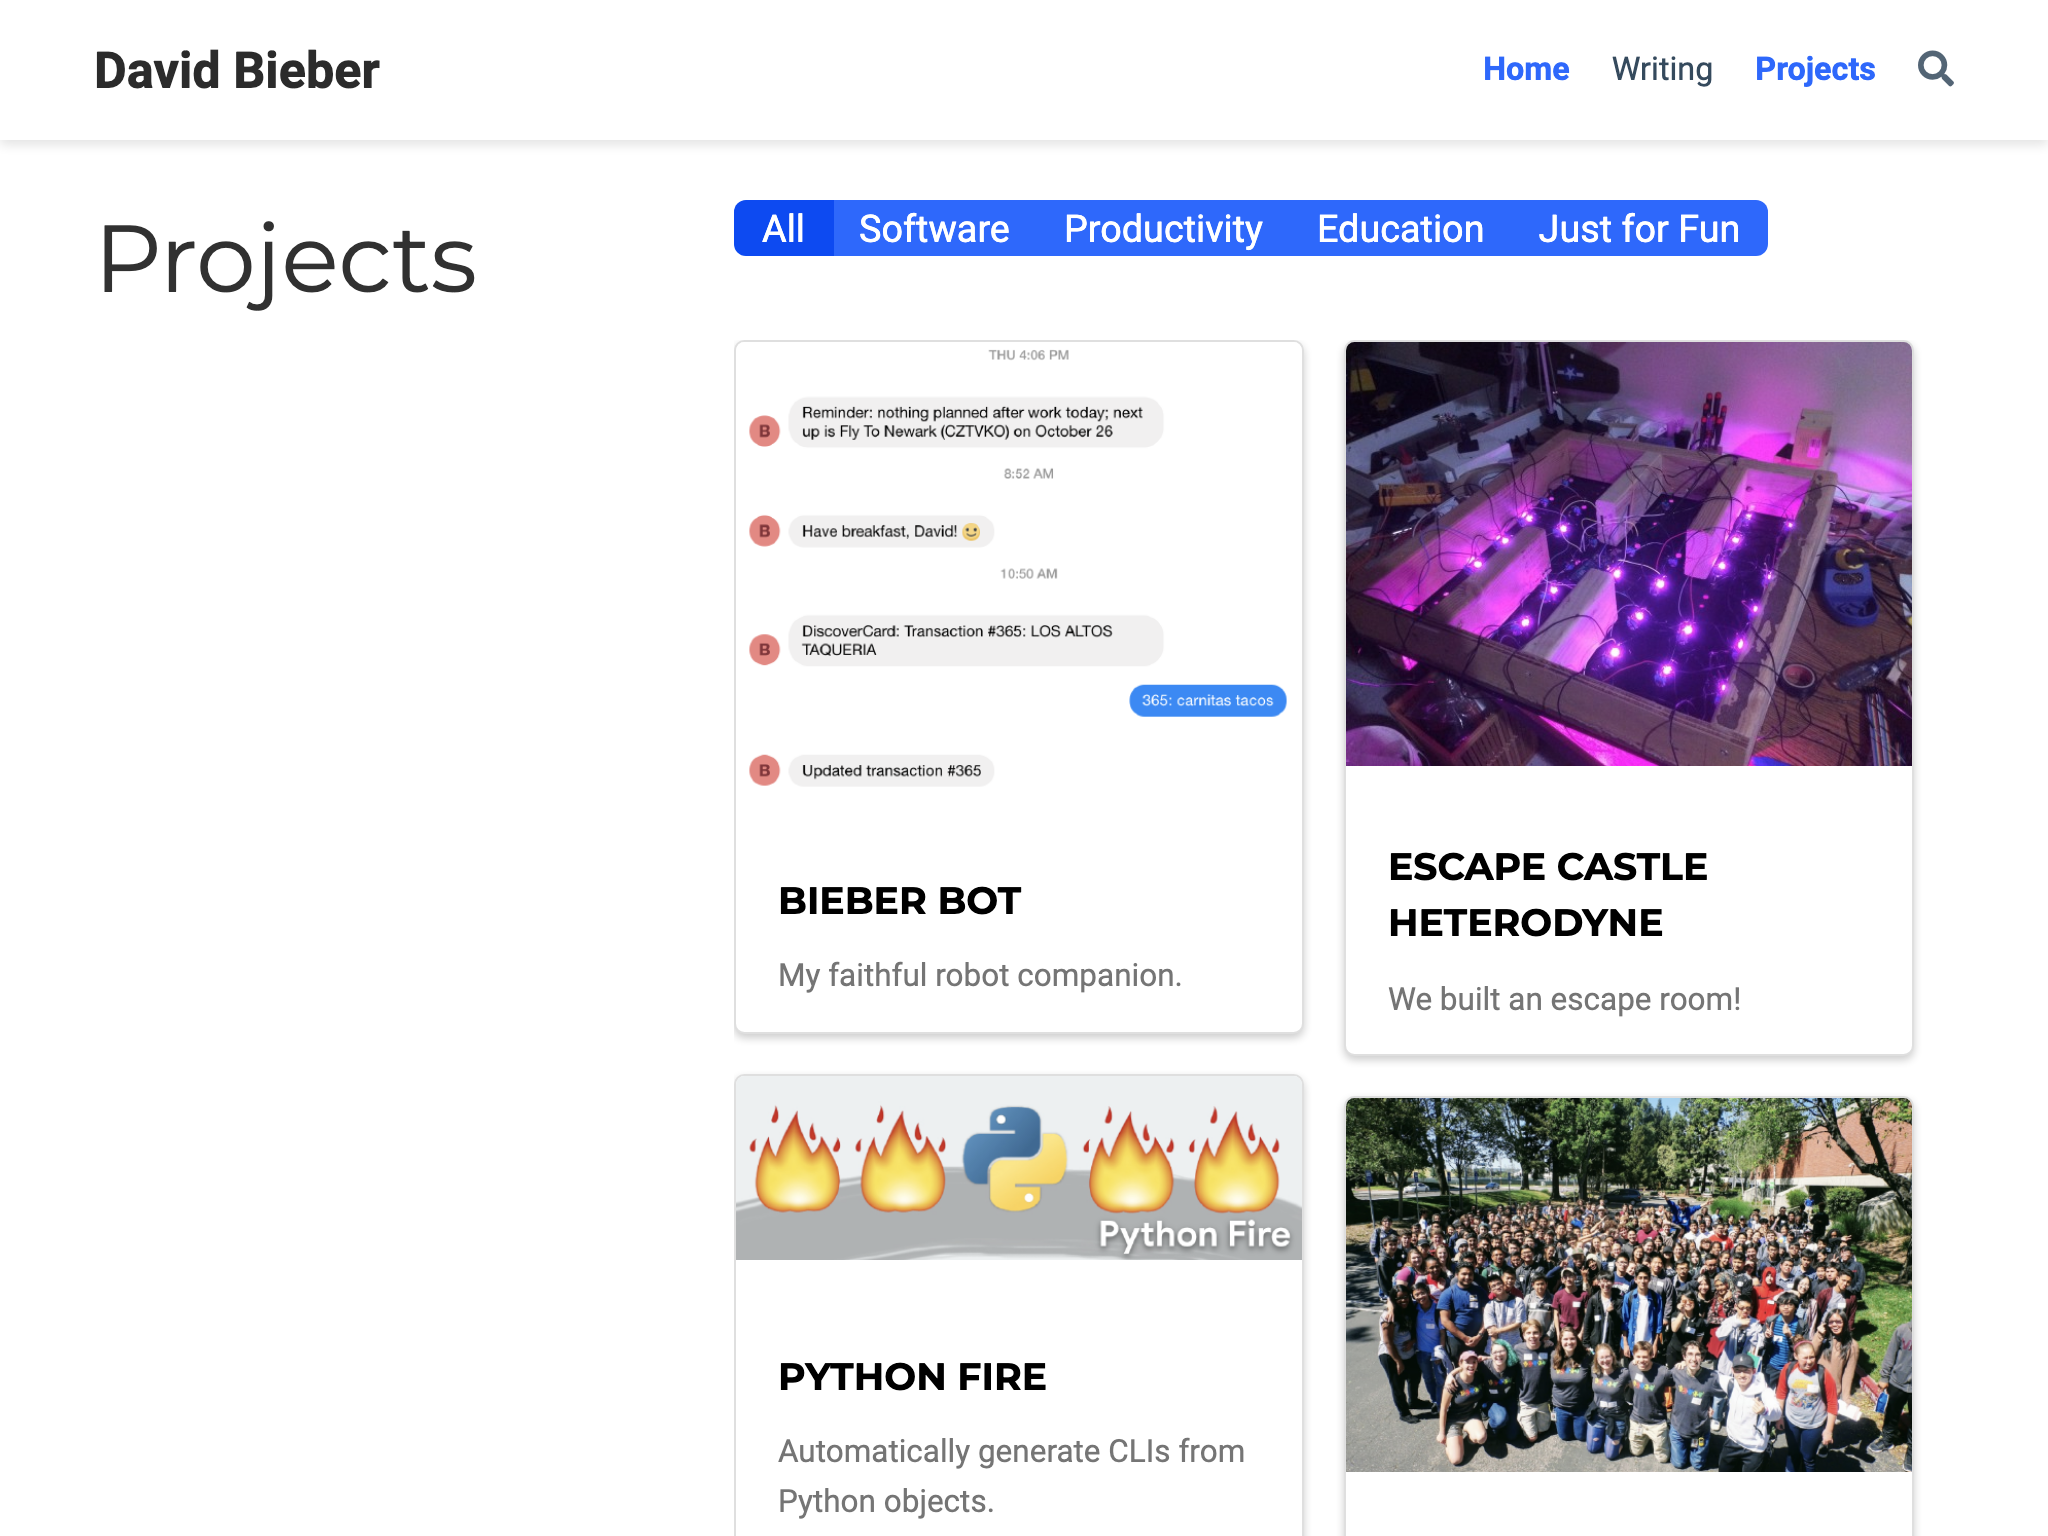 David Bieber
Home Writing Projects
Projects
All Software Productivity Education Just for Fun
THU 4:06 PM
B
Reminder: nothing planned after work today; next
up is Fly To Newark (CZTVKO) on October 26
8:52 AM
B
Have breakfast, David! 🙂
10:50 AM
B
DiscoverCard: Transaction #365: LOS ALTOS
TAQUERIA
365: carnitas tacos
B
Updated transaction #365
BIEBER BOT
My faithful robot companion.
ESCAPE CASTLE
HETERODYNE
We built an escape room!
Python Fire
PYTHON FIRE
Automatically generate CLIs from
Python objects.